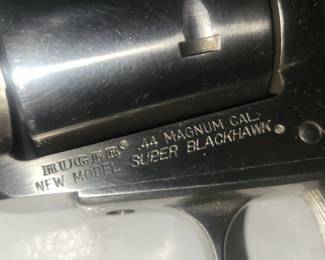 RUGER® .44 MAGNUM CAL.
NEW MODEL SUPER BLACKHAWK®